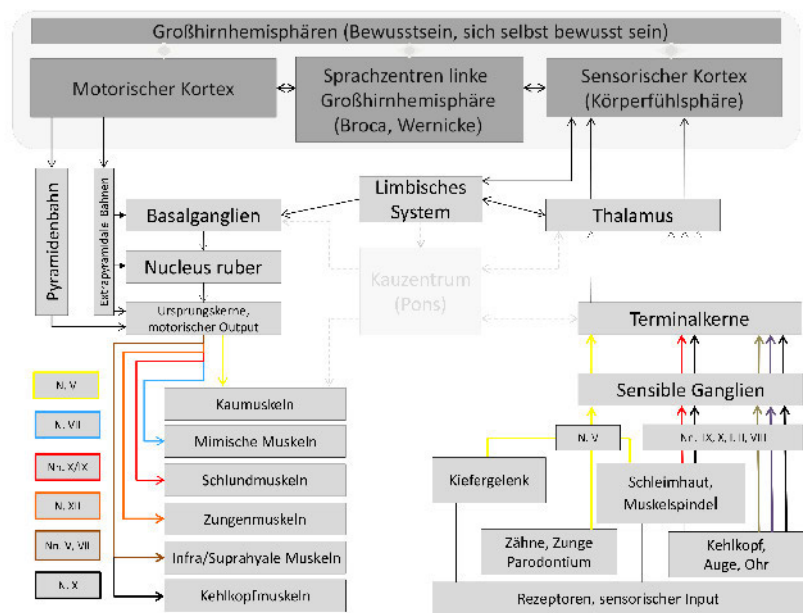 Großhirnhemisphären (Bewusstsein, sich selbst bewusst sein)
Motorischer Kortex
Sprachzentren linke
Großhirnhemisphäre
(Broca, Wernicke)
Sensorischer Kortex
(Körperfühlsphäre)
Pyramidenbahn
Extrapyramidale Bahnen
Basalganglien
Nucleus ruber
Ursprungskerne,
motorischer Output
Limbisches
System
Thalamus
Kauzentrum
(Pons)
Terminalkerne
Sensible Ganglien
N. V
N. VII
Nn. X/IX
N. XII
Nn. V, VII
N. X
Kaumuskeln
Mimische Muskeln
Schlundmuskeln
Zungenmuskeln
Infra/Suprahyale Muskeln
Kehlkopfmuskeln
N. V
Nn. IX, X, I. II, VIII
Kiefergelenk
Schleimhaut,
Muskelspindel
Zähne, Zunge
Parodontium
Kehlkopf,
Auge, Ohr
Rezeptoren, sensorischer Input